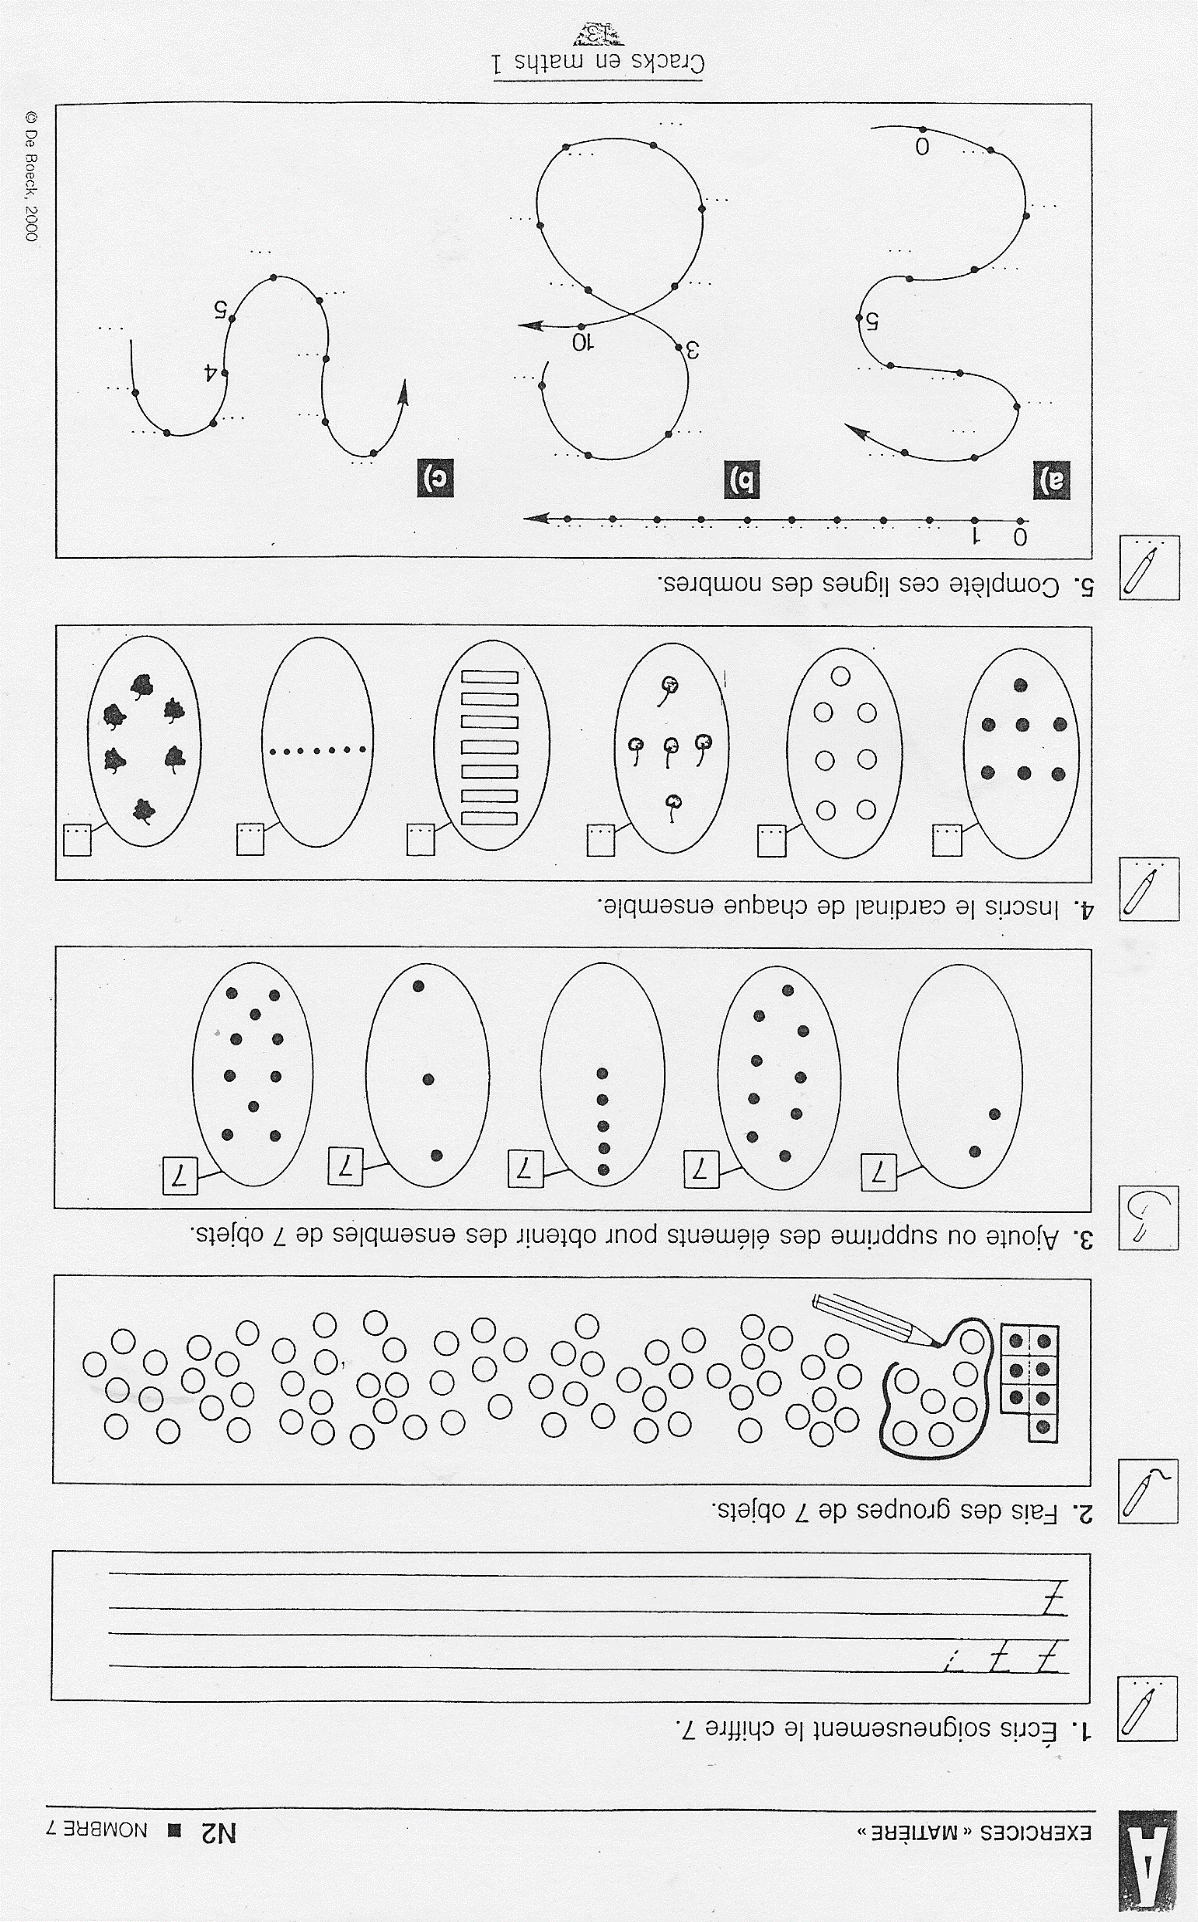 A
EXERCICES « MATIÈRE »
N2 ■ NOMBRE 7
1. Écris soigneusement le chiffre 7.
7 7
7
2. Fais des groupes de 7 objets.
3. Ajoute ou supprime des éléments pour obtenir des ensembles de 7 objets.
7 7 7 7 7
4. Inscris le cardinal de chaque ensemble.
... ... ... ... ... ...
5. Complète ces lignes des nombres.
0 1 ... ... ... ... ... ... ... ... ...
a)
...
...
...
5
...
...
...
...
0
b)
...
...
...
3
10
...
...
...
...
...
c)
...
...
...
4
...
...
5
...
...
...
Cracks en maths 1
13
© De Boeck, 2000